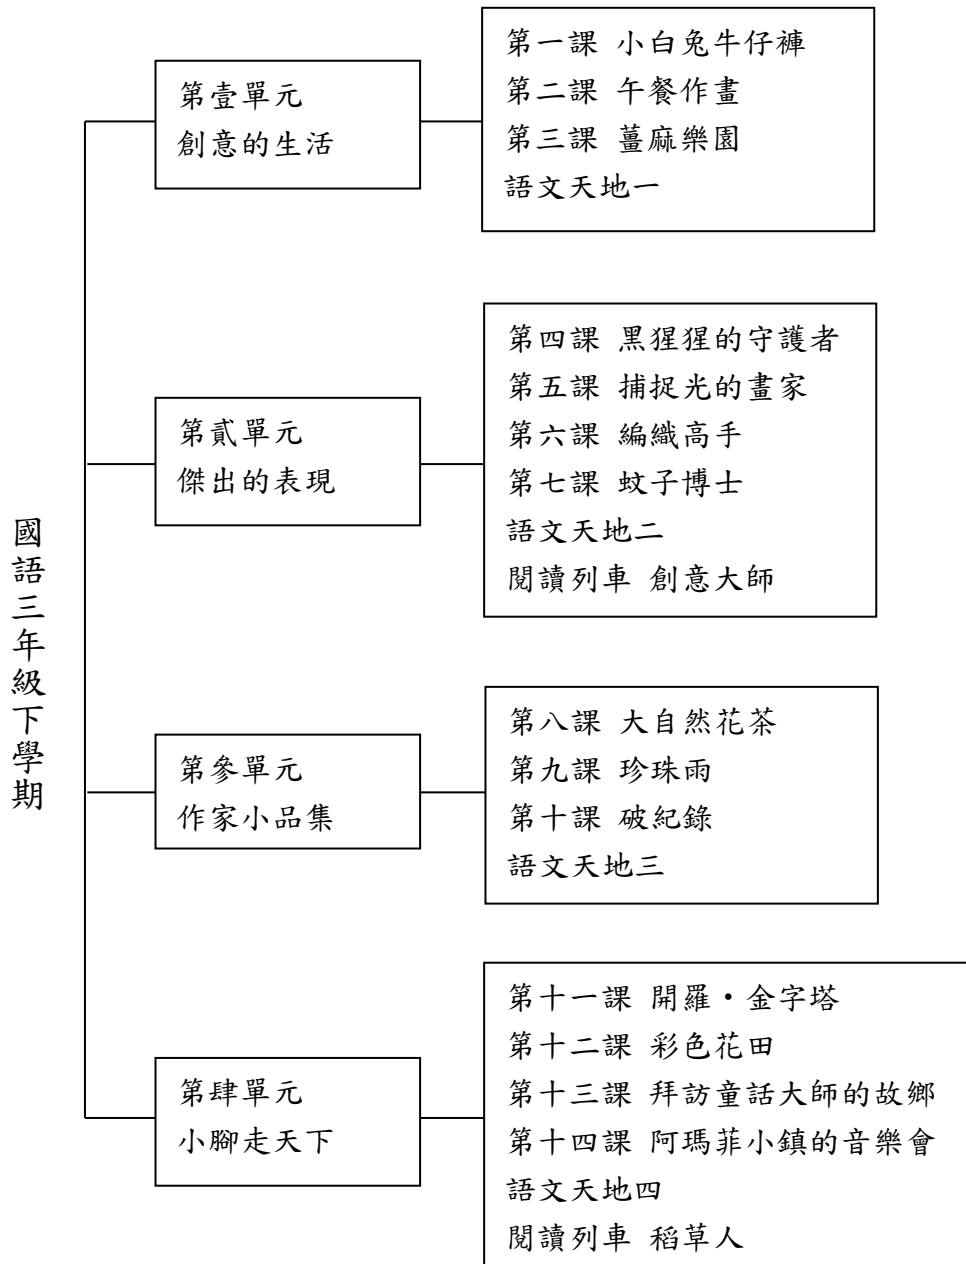 國語三年級下學期
第壹單元
創意的生活
第一課 小白兔牛仔褲
第二課 午餐作畫
第三課 薑麻樂園
語文天地一
第貳單元
傑出的表現
第四課 黑猩猩的守護者
第五課 捕捉光的畫家
第六課 編織高手
第七課 蚊子博士
語文天地二
閱讀列車 創意大師
第參單元
作家小品集
第八課 大自然花茶
第九課 珍珠雨
第十課 破紀錄
語文天地三
第肆單元
小腳走天下
第十一課 開羅‧金字塔
第十二課 彩色花田
第十三課 拜訪童話大師的故鄉
第十四課 阿瑪菲小鎮的音樂會
語文天地四
閱讀列車 稻草人